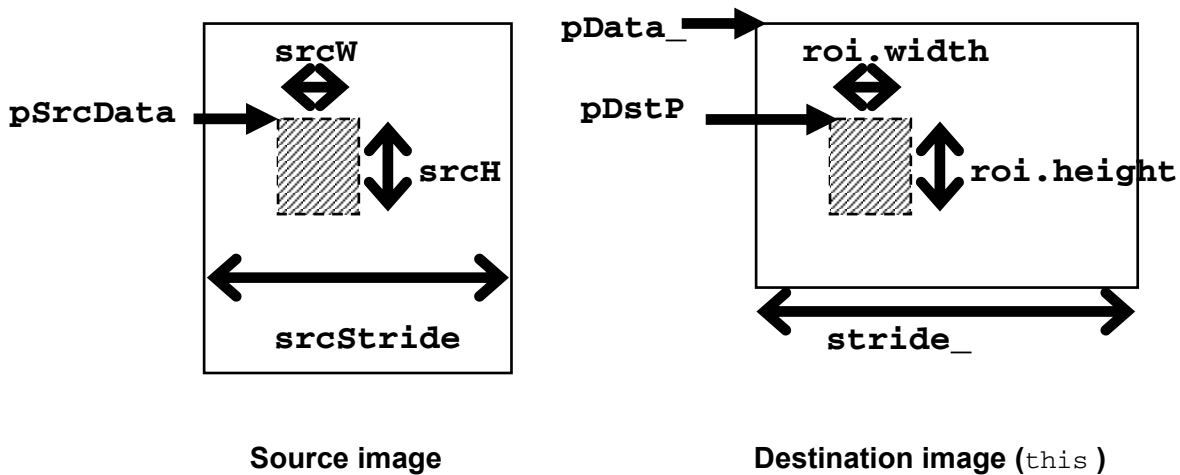 srcW
pSrcData
srcH
srcStride
Source image
pData_
roi.width
pDstP
roi.height
stride_
Destination image (this )